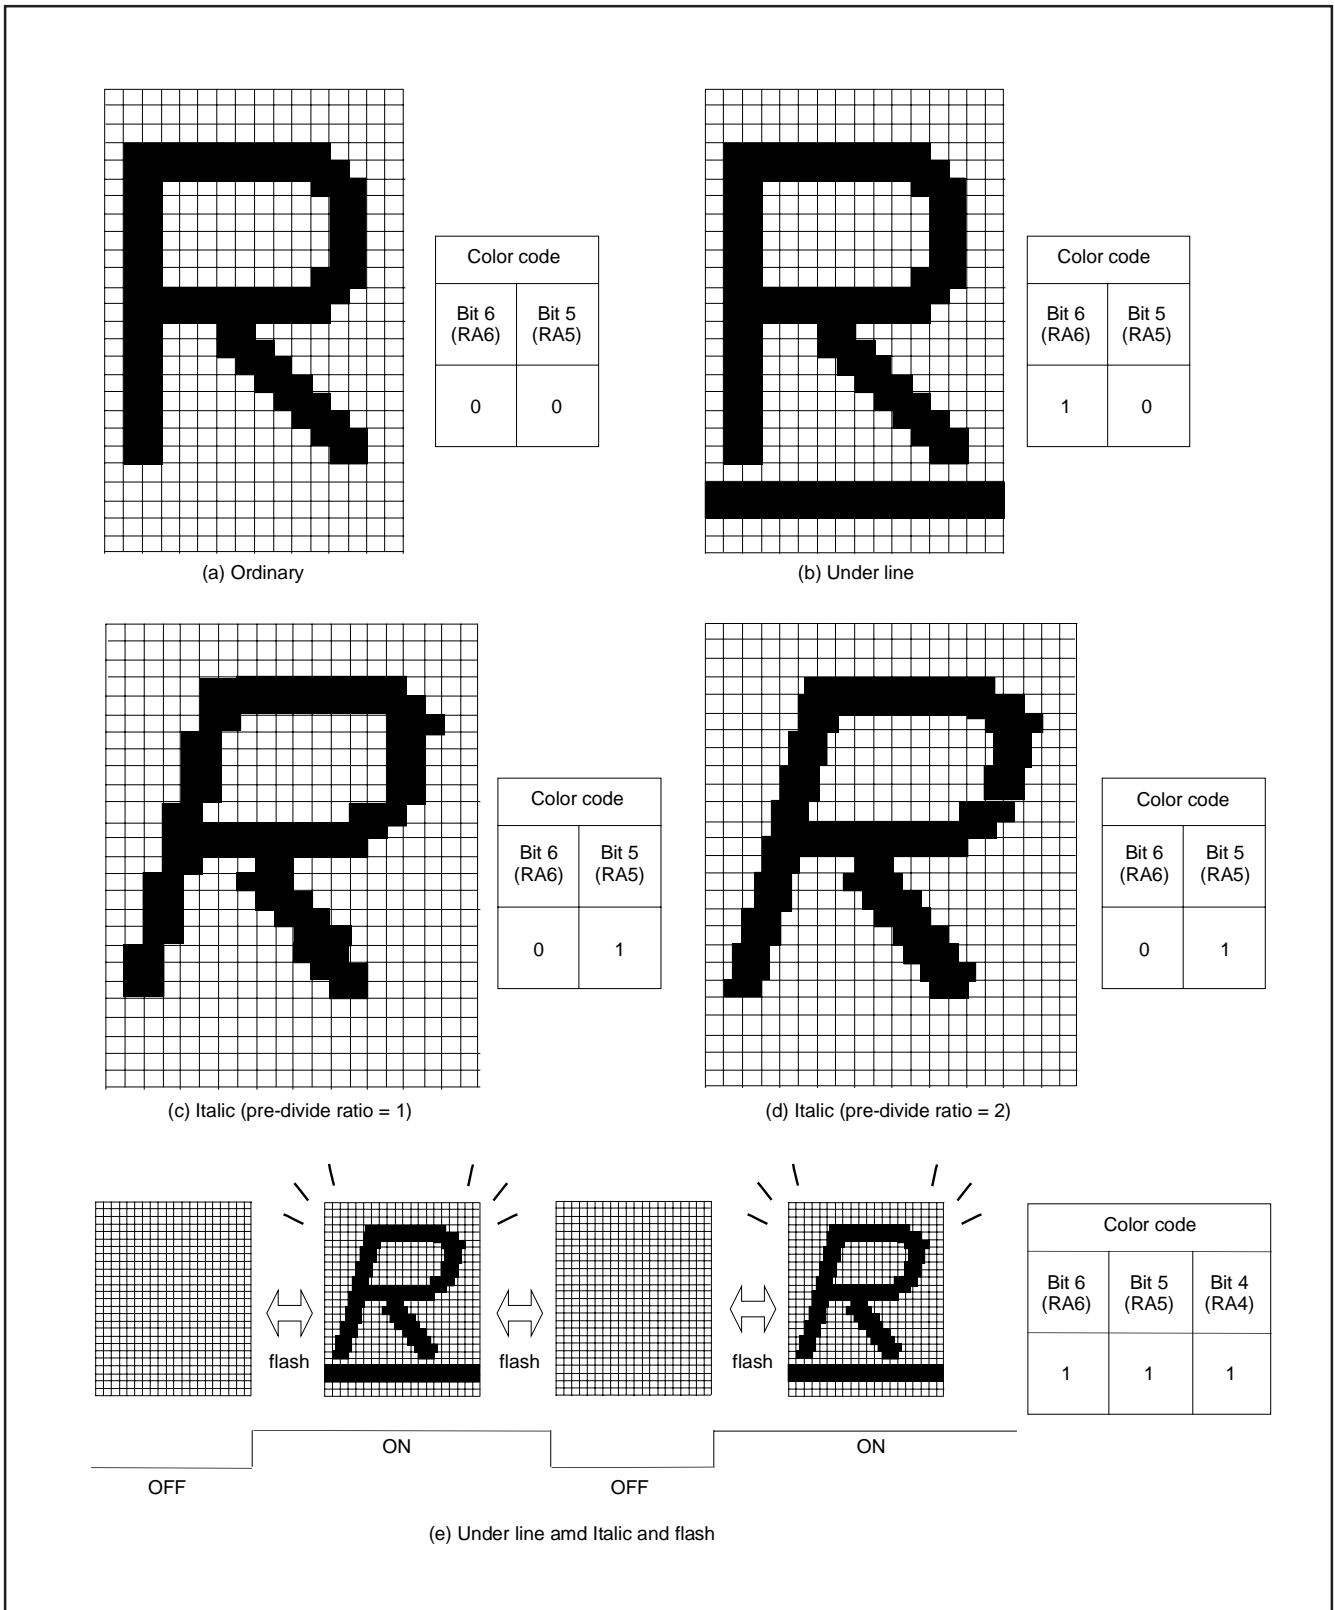 Color code
Bit 6 (RA6) Bit 5 (RA5)
0 0
(a) Ordinary
Color code
Bit 6 (RA6) Bit 5 (RA5)
1 0
(b) Under line
Color code
Bit 6 (RA6) Bit 5 (RA5)
0 1
(c) Italic (pre-divide ratio = 1)
Color code
Bit 6 (RA6) Bit 5 (RA5)
0 1
(d) Italic (pre-divide ratio = 2)
flash flash flash
Color code
Bit 6 (RA6) Bit 5 (RA5) Bit 4 (RA4)
1 1 1
ON ON
OFF OFF
(e) Under line amd Italic and flash